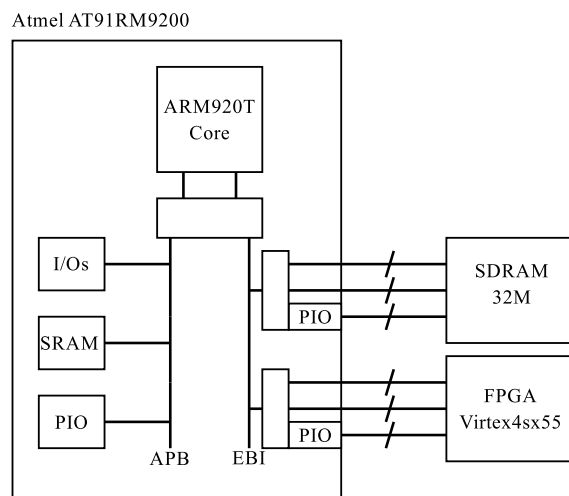 Atmel AT91RM9200
ARM920T
Core
I/Os
SDRAM
32M
PIO
SRAM
FPGA
Virtex4sx55
PIO
PIO
APB
EBI